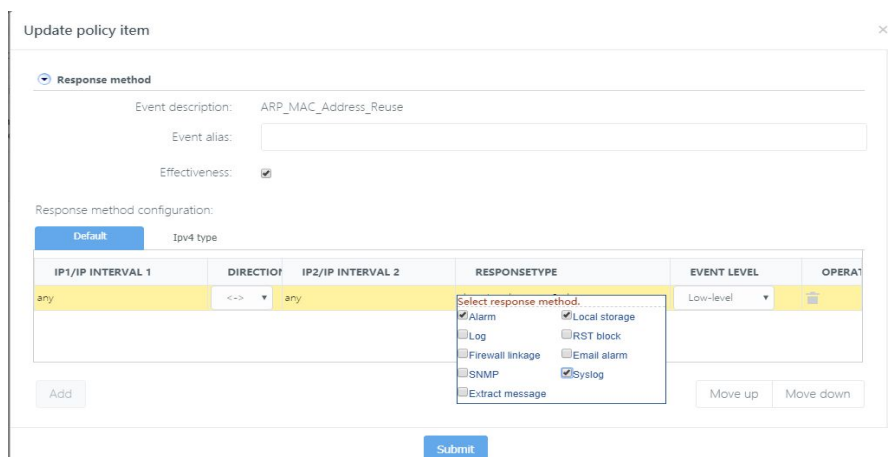 Update policy item
×
Response method
Event description: ARP_MAC_Address_Reuse
Event alias:
Effectiveness:
Response method configuration:
Default Ipv4 type
IP1/IP INTERVAL 1 DIRECTION IP2/IP INTERVAL 2 RESPONSETYPE EVENT LEVEL OPERAT
any <-> any Low-level
Select response method.
Alarm Local storage
Log RST block
Firewall linkage Email alarm
SNMP Syslog
Extract message
Add Move up Move down
Submit